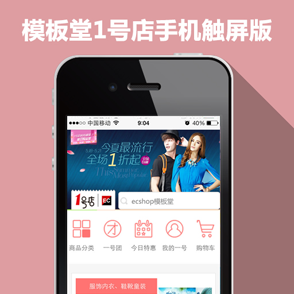 模板堂1号店手机触屏版
中国移动
9:04
40%
今夏最流行
全场1折起
1号店
EC
ecshop模板堂
商品分类
一号团
今日特惠
我的一号
购物车
服饰内衣，鞋靴童装